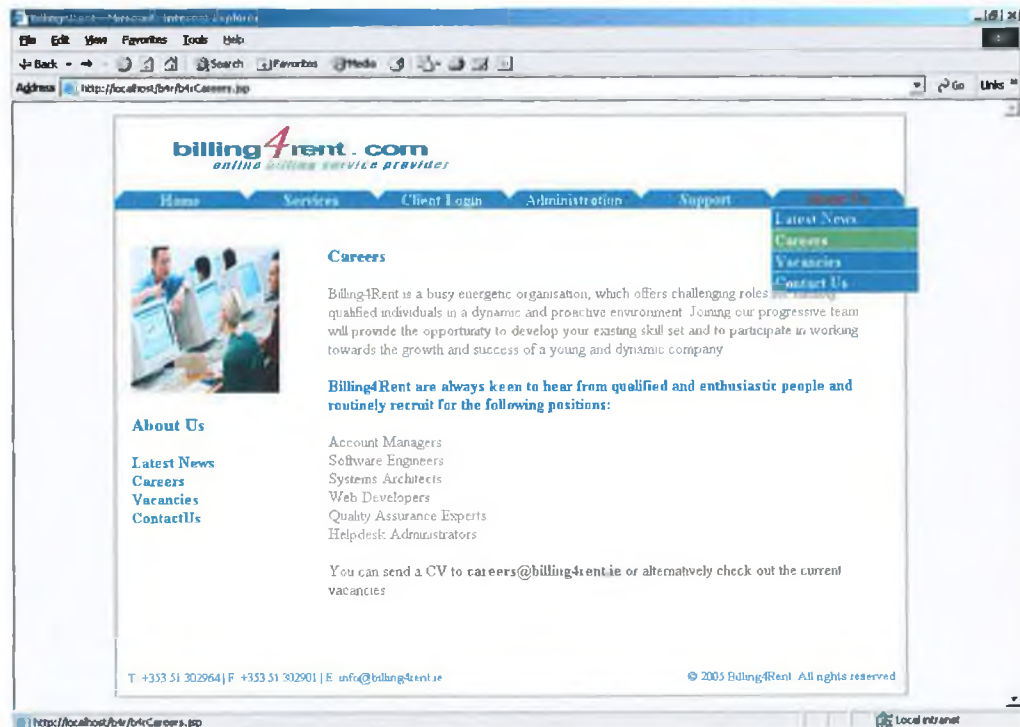 Billing4Rent - Microsoft Internet Explorer
File Edit View Favorites Tools Help
Back Search Favorites Media
Address http://localhost/b4r/b4rCareers.jsp Go Links
billing4rent.com
online billing service provider
Home Services Client Login Administration Support About Us
Latest News
Careers
Vacancies
Contact Us
Careers
Billing4Rent is a busy energetic organisation, which offers challenging roles
qualified individuals in a dynamic and proactive environment. Joining our progressive team
will provide the opportunity to develop your existing skill set and to participate in working
towards the growth and success of a young and dynamic company
Billing4Rent are always keen to hear from qualified and enthusiastic people and
routinely recruit for the following positions:
Account Managers
Software Engineers
Systems Architects
Web Developers
Quality Assurance Experts
Helpdesk Administrators
You can send a CV to careers@billing4rent.ie or alternatively check out the current
vacancies
About Us
Latest News
Careers
Vacancies
ContactUs
T +353 51 302964 | F +353 51 302901 | E info@billing4rent.ie
© 2005 Billing4Rent All rights reserved
http://localhost/b4r/b4rCareers.jsp Local intranet